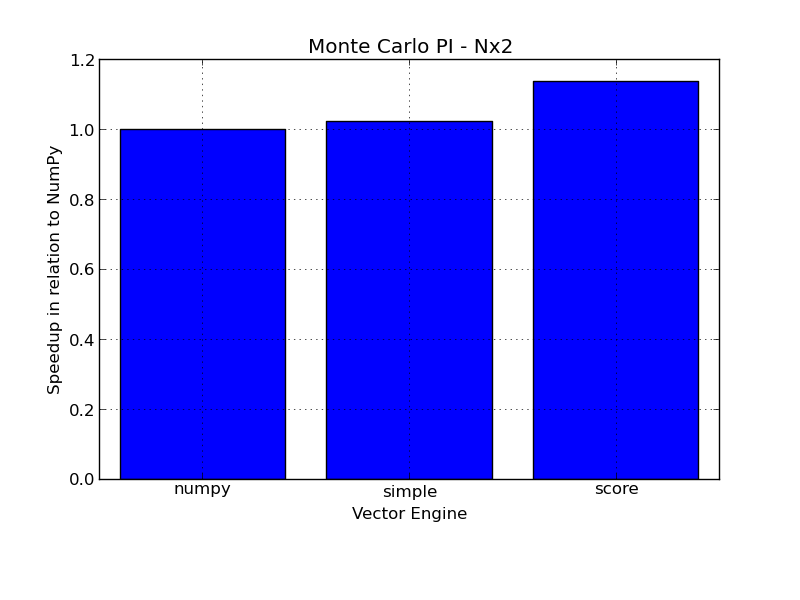 Monte Carlo PI - Nx2
Speedup in relation to NumPy
1.2
1.0
0.8
0.6
0.4
0.2
0.0
numpy simple score
Vector Engine